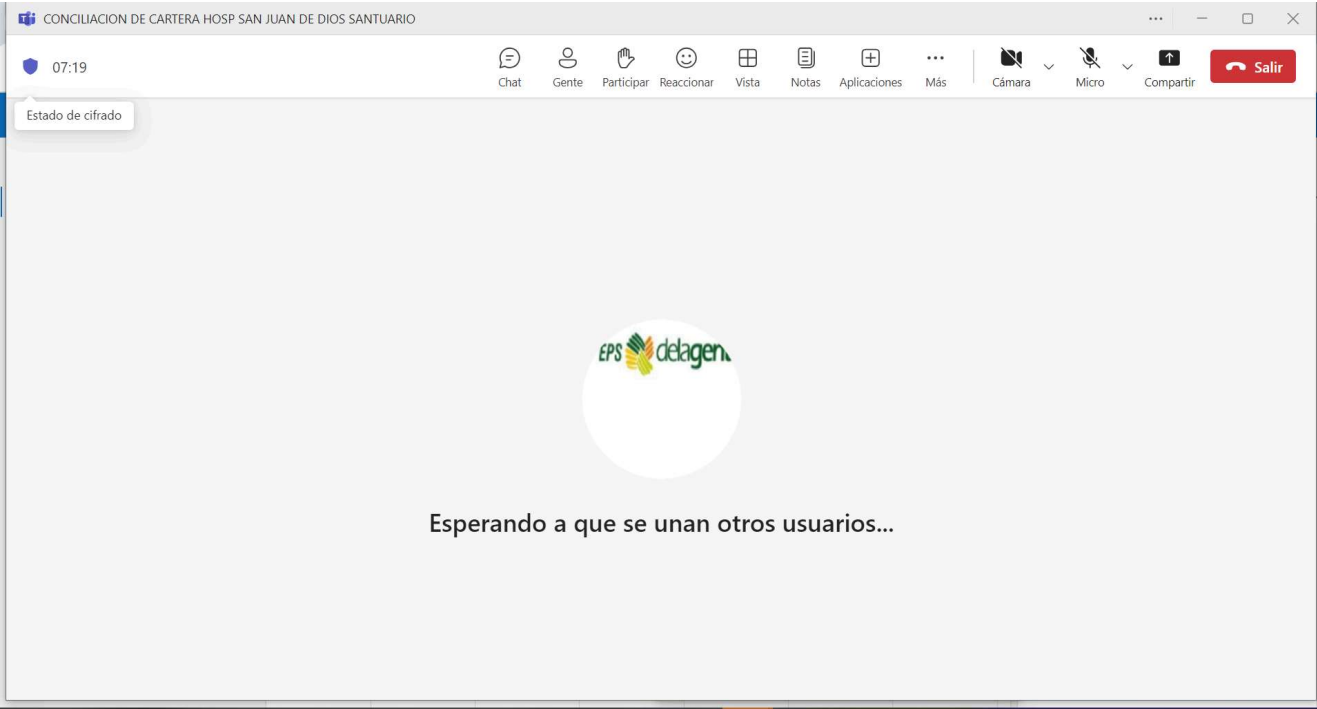 CONCILIACION DE CARTERA HOSP SAN JUAN DE DIOS SANTUARIO
07:19
Chat Gente Participar Reaccionar Vista Notas Aplicaciones Más Cámara Micro Compartir Salir
Estado de cifrado
EPS delagen
Esperando a que se unan otros usuarios...